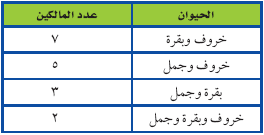 الحيوان عدد المالكين
خروف وبقرة ٧
خروف وجمل ٥
بقرة وجمل ٣
خروف وبقرة وجمل ٢